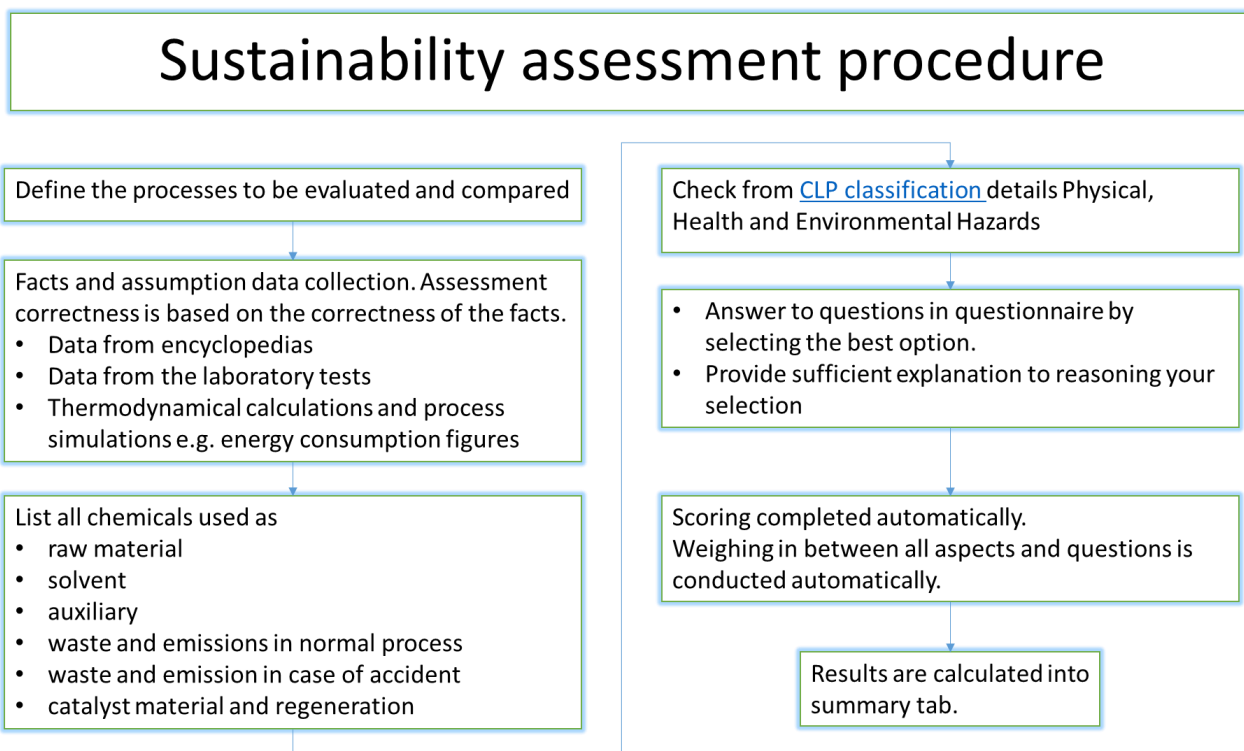 Sustainability assessment procedure
Define the processes to be evaluated and compared
Facts and assumption data collection. Assessment
correctness is based on the correctness of the facts.
• Data from encyclopedias
• Data from the laboratory tests
• Thermodynamical calculations and process
simulations e.g. energy consumption figures
List all chemicals used as
• raw material
• solvent
• auxiliary
• waste and emissions in normal process
• waste and emission in case of accident
• catalyst material and regeneration
Check from CLP classification details Physical,
Health and Environmental Hazards
• Answer to questions in questionnaire by
selecting the best option.
• Provide sufficient explanation to reasoning your
selection
Scoring completed automatically.
Weighing in between all aspects and questions is
conducted automatically.
Results are calculated into
summary tab.